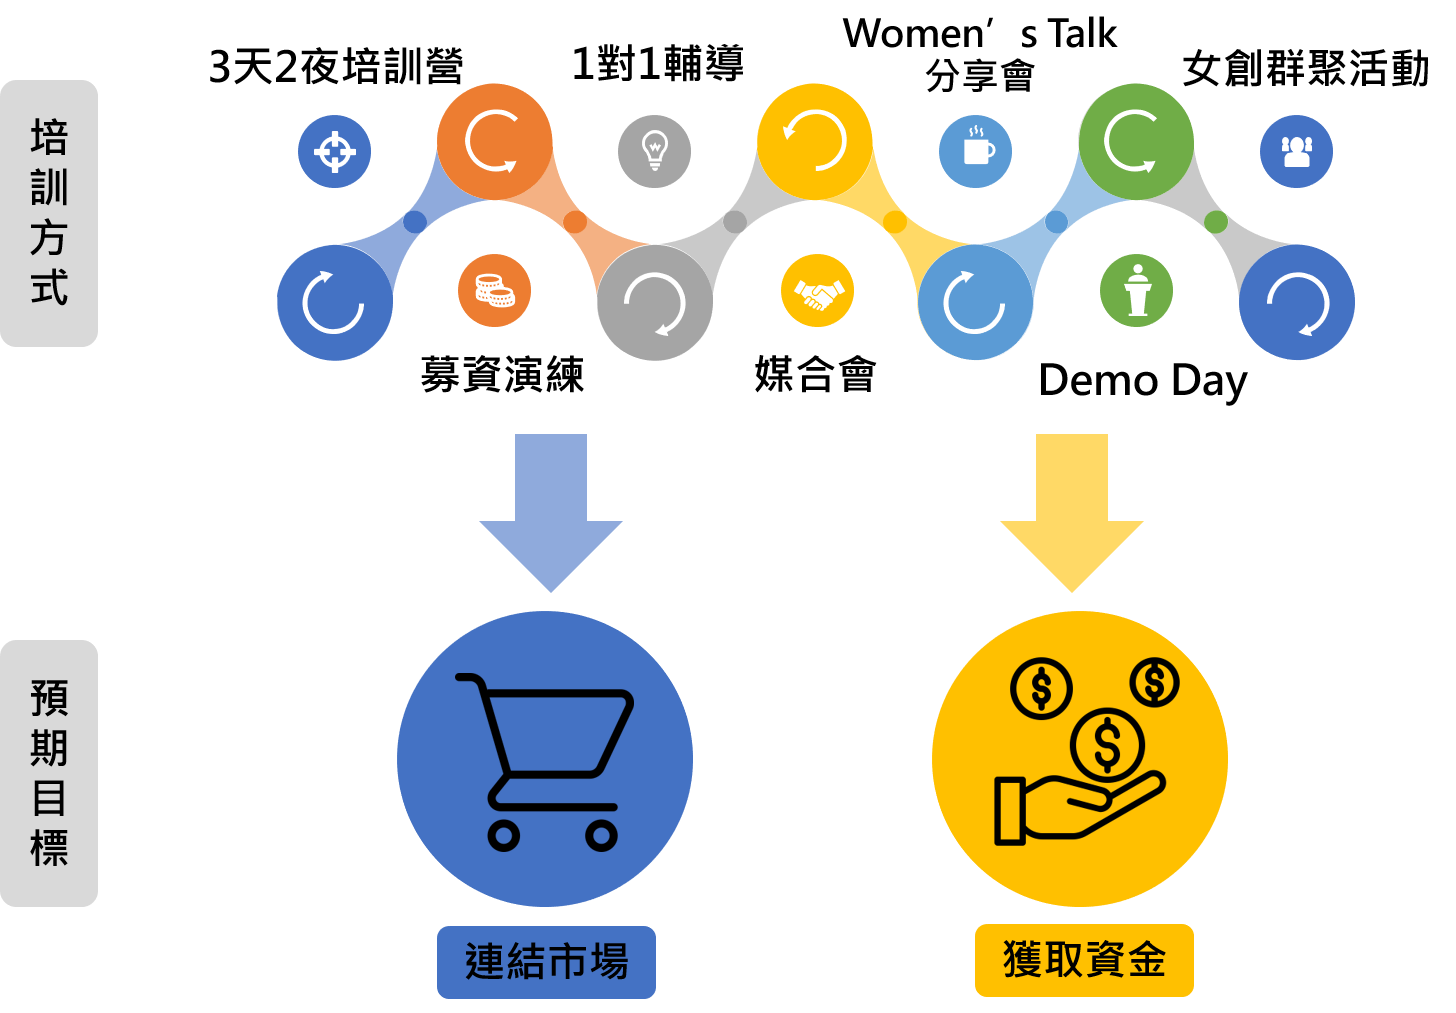 培訓方式
3天2夜培訓營
募資演練
1對1輔導
媒合會
Women’s Talk
分享會
Demo Day
女創群聚活動
預期目標
連結市場
獲取資金